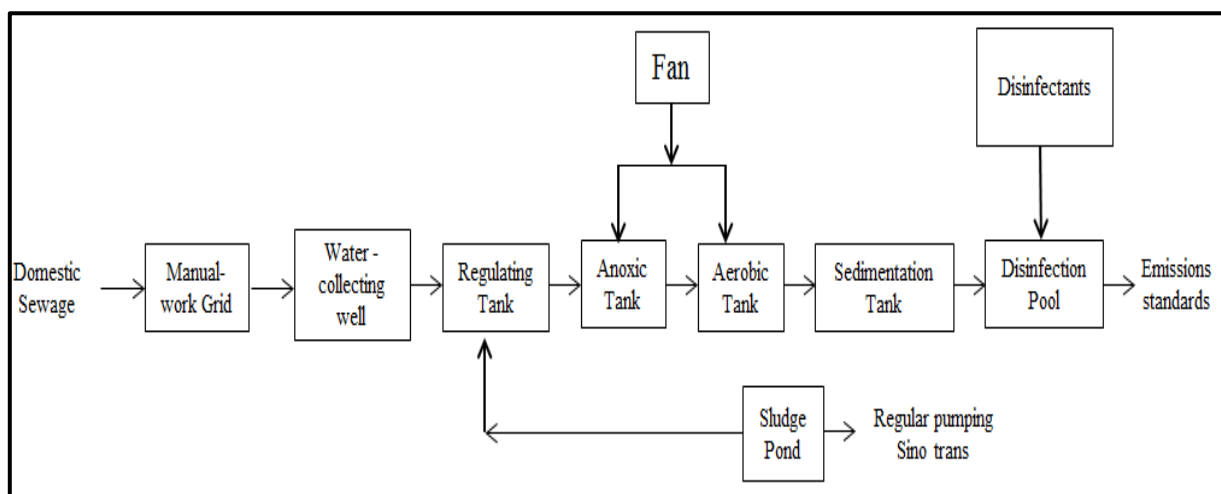 Fan
Disinfectants
Domestic
Sewage
Manual-
work Grid
Water -
collecting
well
Regulating
Tank
Anoxic
Tank
Aerobic
Tank
Sedimentation
Tank
Disinfection
Pool
Emissions
standards
Sludge
Pond
Regular pumping
Sino trans